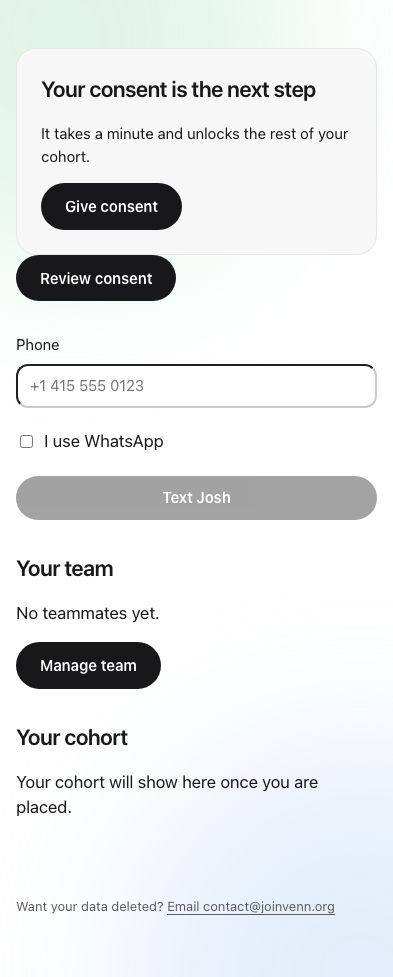 Your consent is the next step
It takes a minute and unlocks the rest of your
cohort.
Give consent
Review consent
Phone
+1 415 555 0123
I use WhatsApp
Text Josh
Your team
No teammates yet.
Manage team
Your cohort
Your cohort will show here once you are
placed.
Want your data deleted? Email contact@joinvenn.org